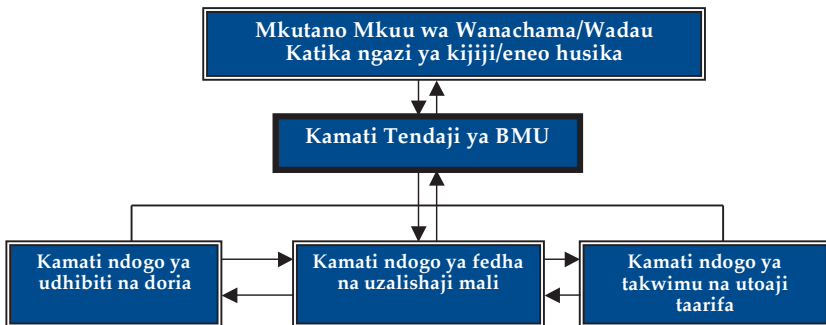 Mkutano Mkuu wa Wanachama/Wadau
Katika ngazi ya kijiji/eneo husika
Kamati Tendaji ya BMU
Kamati ndogo ya
udhibiti na doria
Kamati ndogo ya fedha
na uzalishaji mali
Kamati ndogo ya
takwimu na utoaji
taarifa